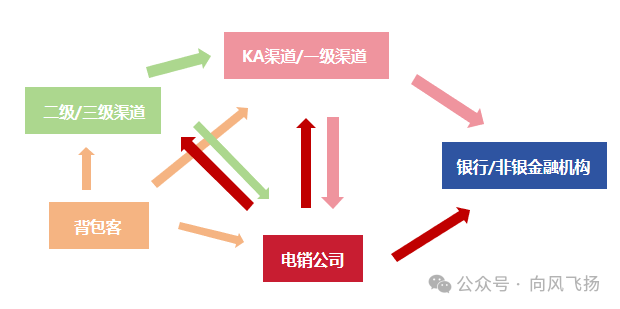 KA渠道/一级渠道
二级/三级渠道
银行/非银金融机构
背包客
电销公司
公众号 · 向风飞扬